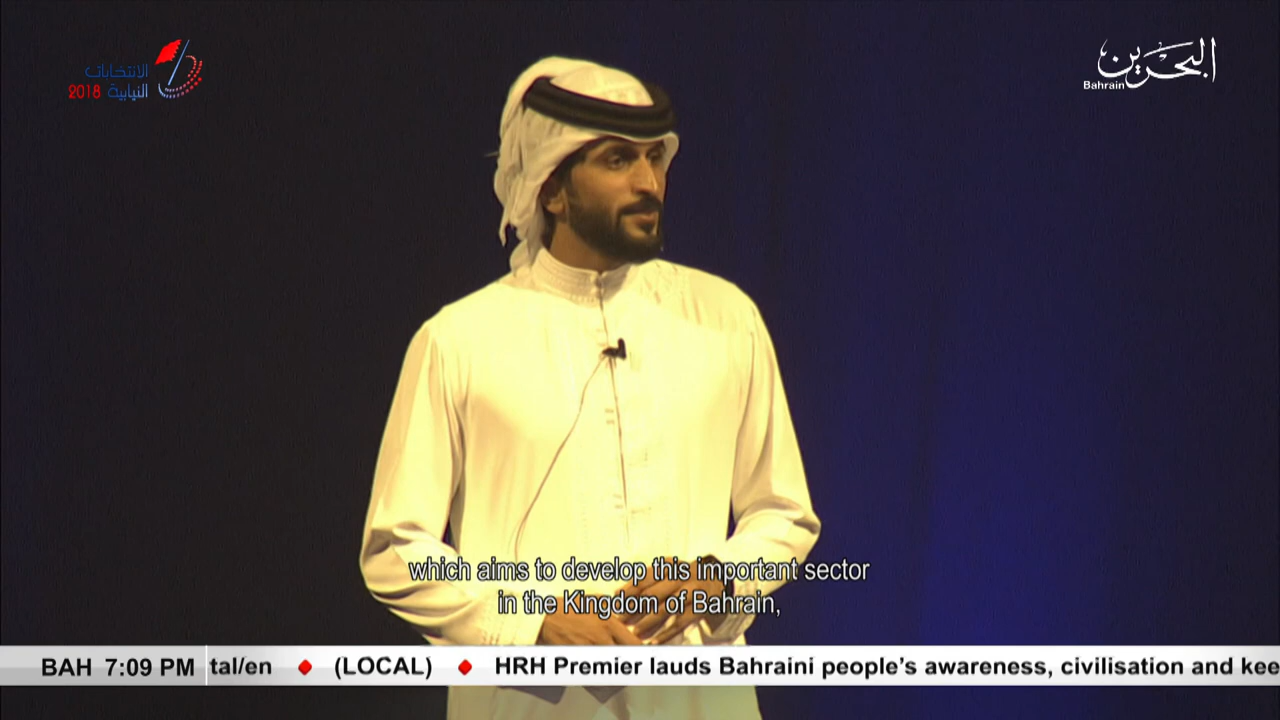 الانتخابات
النيابية 2018
البحرين
Bahrain
which aims to develop this important sector
in the Kingdom of Bahrain,
BAH 7:09 PM tal/en (LOCAL) HRH Premier lauds Bahraini people's awareness, civilisation and kee